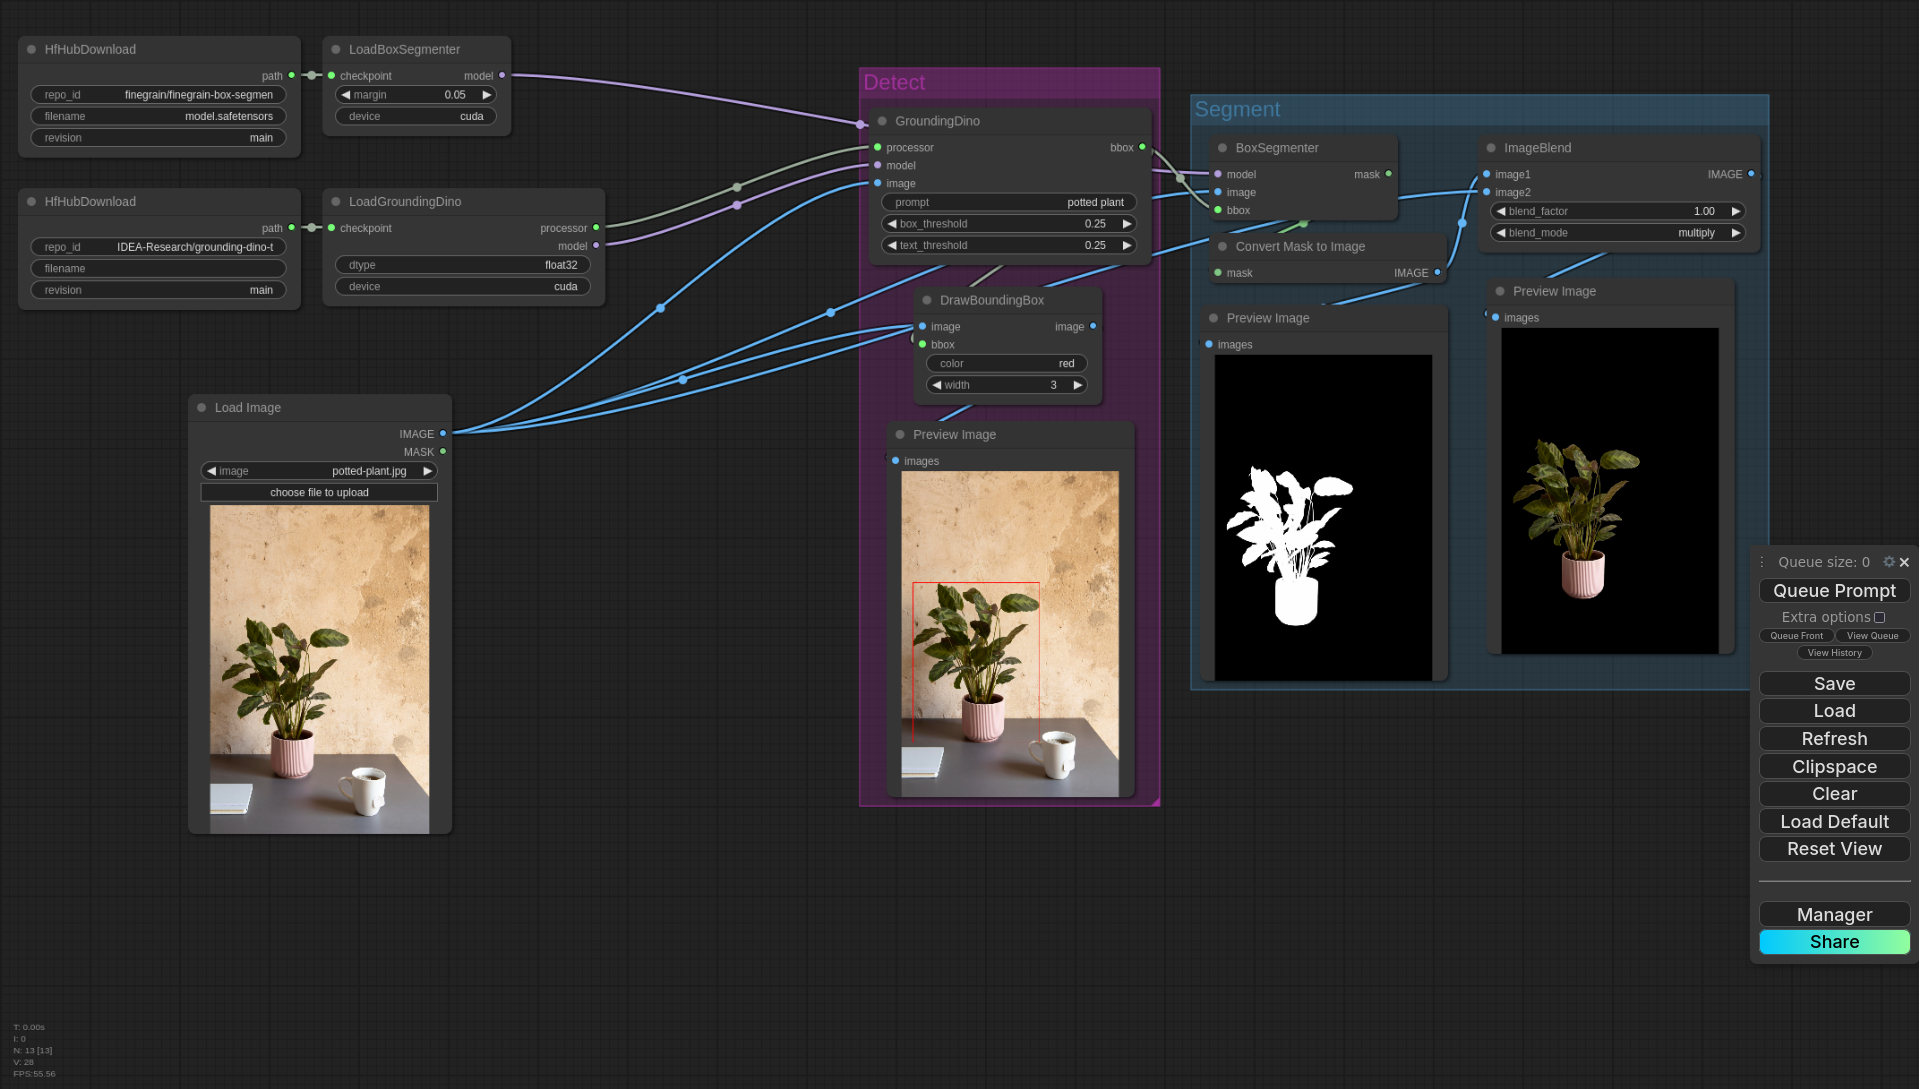 HfHubDownload
path
repo_id finegrain/finegrain-box-segmen
filename model.safetensors
revision main
LoadBoxSegmenter
checkpoint model
margin 0.05
device cuda
HfHubDownload
path
repo_id IDEA-Research/grounding-dino-t
filename
revision main
LoadGroundingDino
checkpoint processor
model
dtype float32
device cuda
Load Image
IMAGE
MASK
image potted-plant.jpg
choose file to upload
Detect
GroundingDino
processor bbox
model
image
prompt potted plant
box_threshold 0.25
text_threshold 0.25
DrawBoundingBox
image image
bbox
color red
width 3
Preview Image
images
Segment
BoxSegmenter
model mask
image
bbox
Convert Mask to Image
mask IMAGE
Preview Image
images
ImageBlend
image1 IMAGE
image2
blend_factor 1.00
blend_mode multiply
Preview Image
images
Queue size: 0
Queue Prompt
Extra options
Queue Front View Queue
View History
Save
Load
Refresh
Clipspace
Clear
Load Default
Reset View
Manager
Share
T: 0.00s
I: 0
N: 13 [13]
V: 28
FPS:55.56